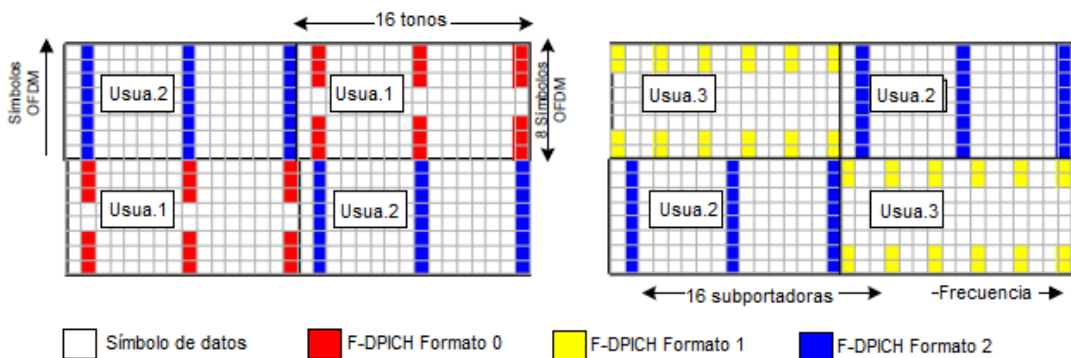 16 tonos
Símbolos
OFDM
Usua.2
Usua.1
8 Símbolos
OFDM
Usua.1
Usua.2
Usua.3
Usua.2
Usua.2
Usua.3
16 subportadoras
-Frecuencia
Símbolo de datos
F-DPICH Formato 0
F-DPICH Formato 1
F-DPICH Formato 2